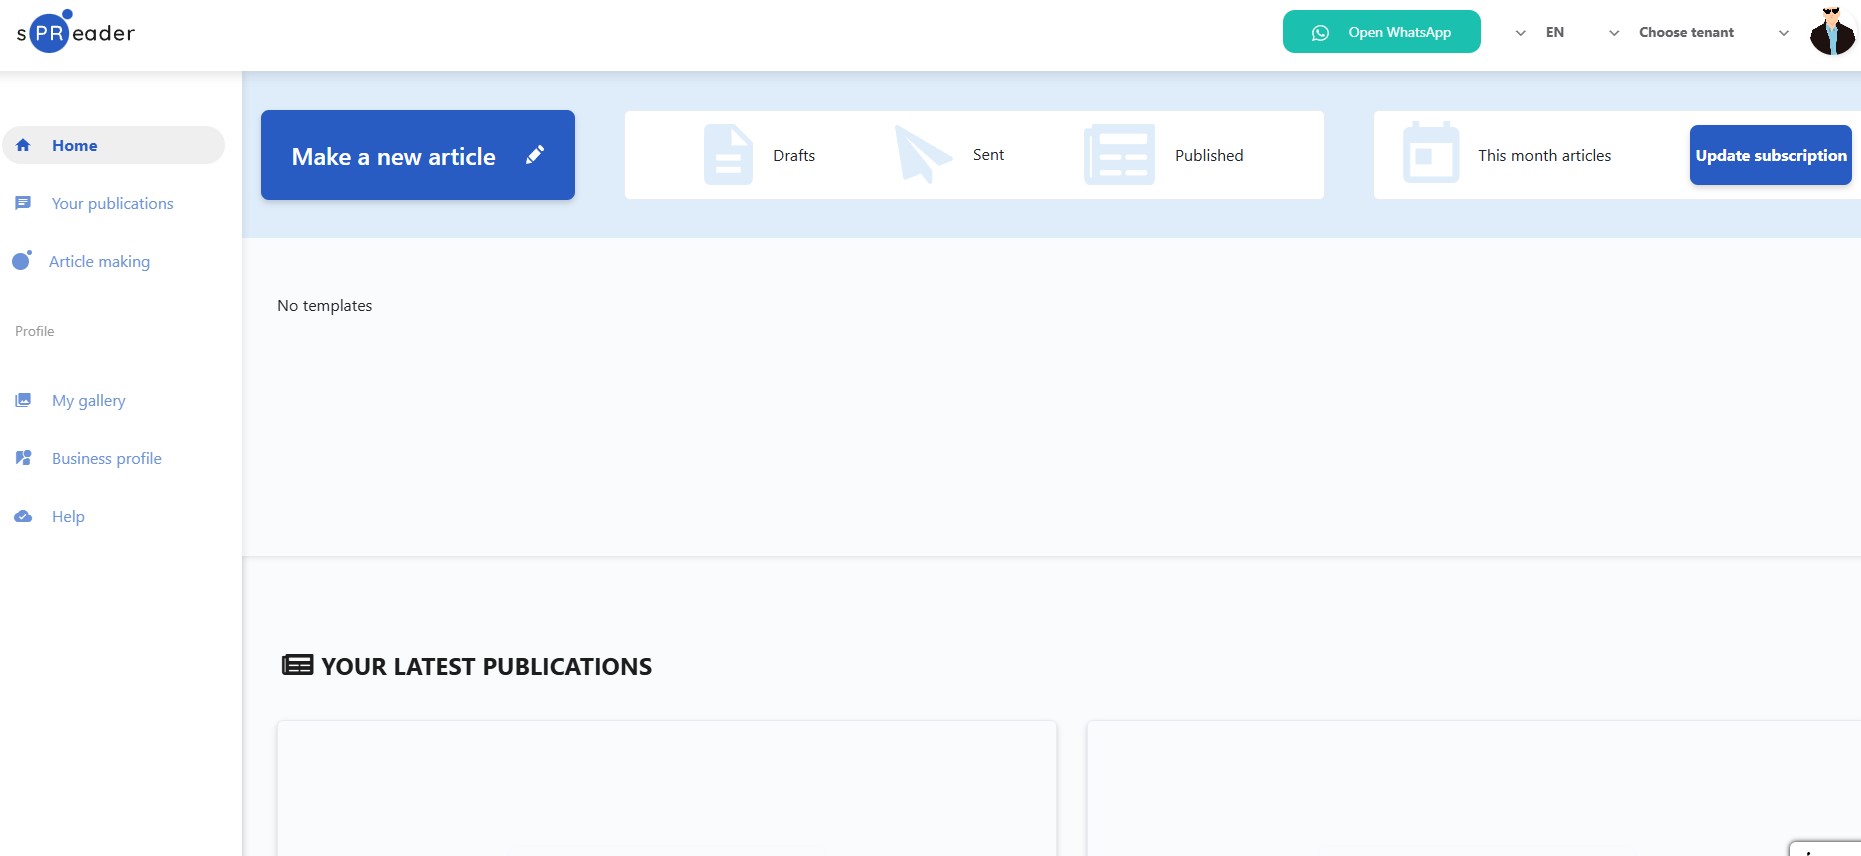 sPReader
Open WhatsApp
EN
Choose tenant
Home
Your publications
Article making
Profile
My gallery
Business profile
Help
Make a new article
Drafts
Sent
Published
This month articles
Update subscription
No templates
YOUR LATEST PUBLICATIONS